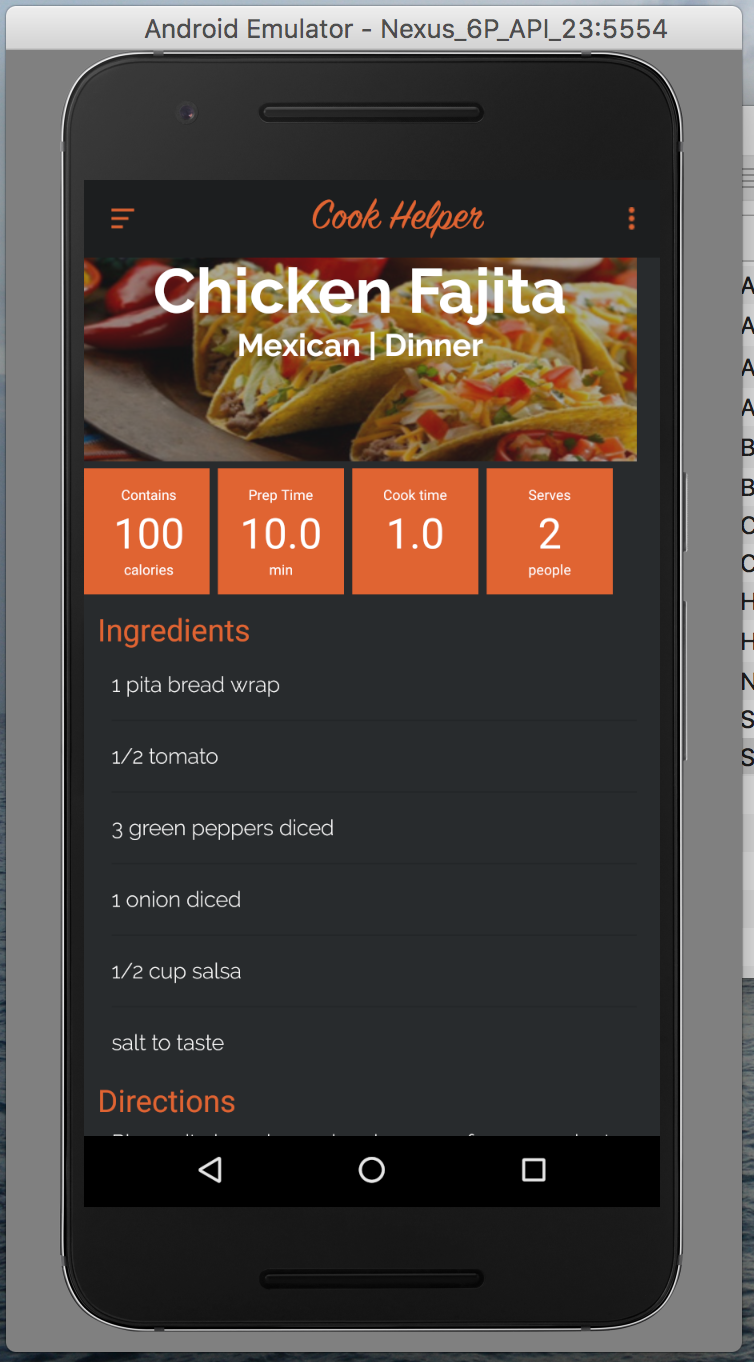 Android Emulator - Nexus_6P_API_23:5554
Cook Helper
Chicken Fajita
Mexican | Dinner
Contains
100
calories
Prep Time
10.0
min
Cook time
1.0
Serves
2
people
Ingredients
1 pita bread wrap
1/2 tomato
3 green peppers diced
1 onion diced
1/2 cup salsa
salt to taste
Directions
A
A
A
A
B
B
C
C
H
H
N
S
S